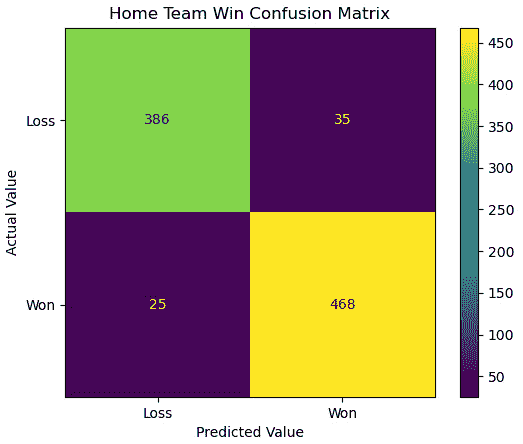 Home Team Win Confusion Matrix
Actual Value
Loss
386
35
Won
25
468
Loss
Won
Predicted Value
450
400
350
300
250
200
150
100
50